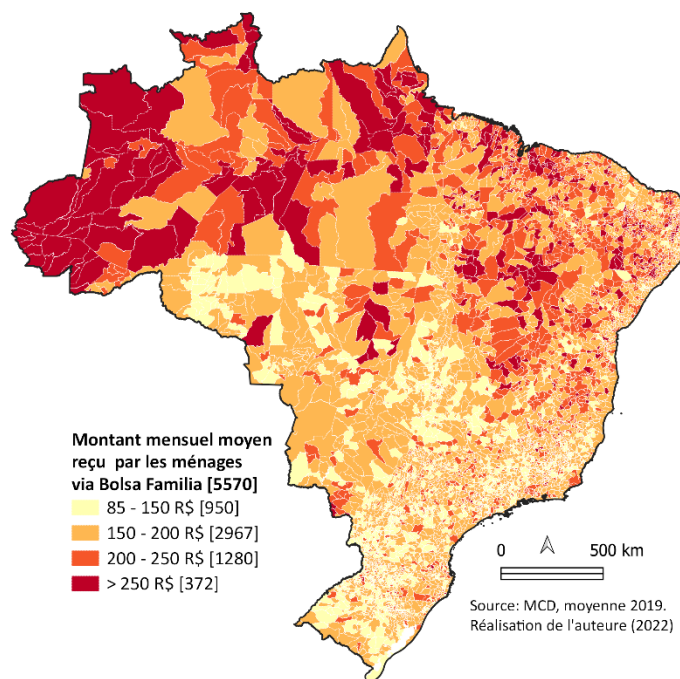 Montant mensuel moyen
reçu par les ménages
via Bolsa Familia [5570]
85 - 150 R$ [950]
150 - 200 R$ [2967]
200 - 250 R$ [1280]
> 250 R$ [372]
0 500 km
Source: MCD, moyenne 2019.
Réalisation de l'auteure (2022)